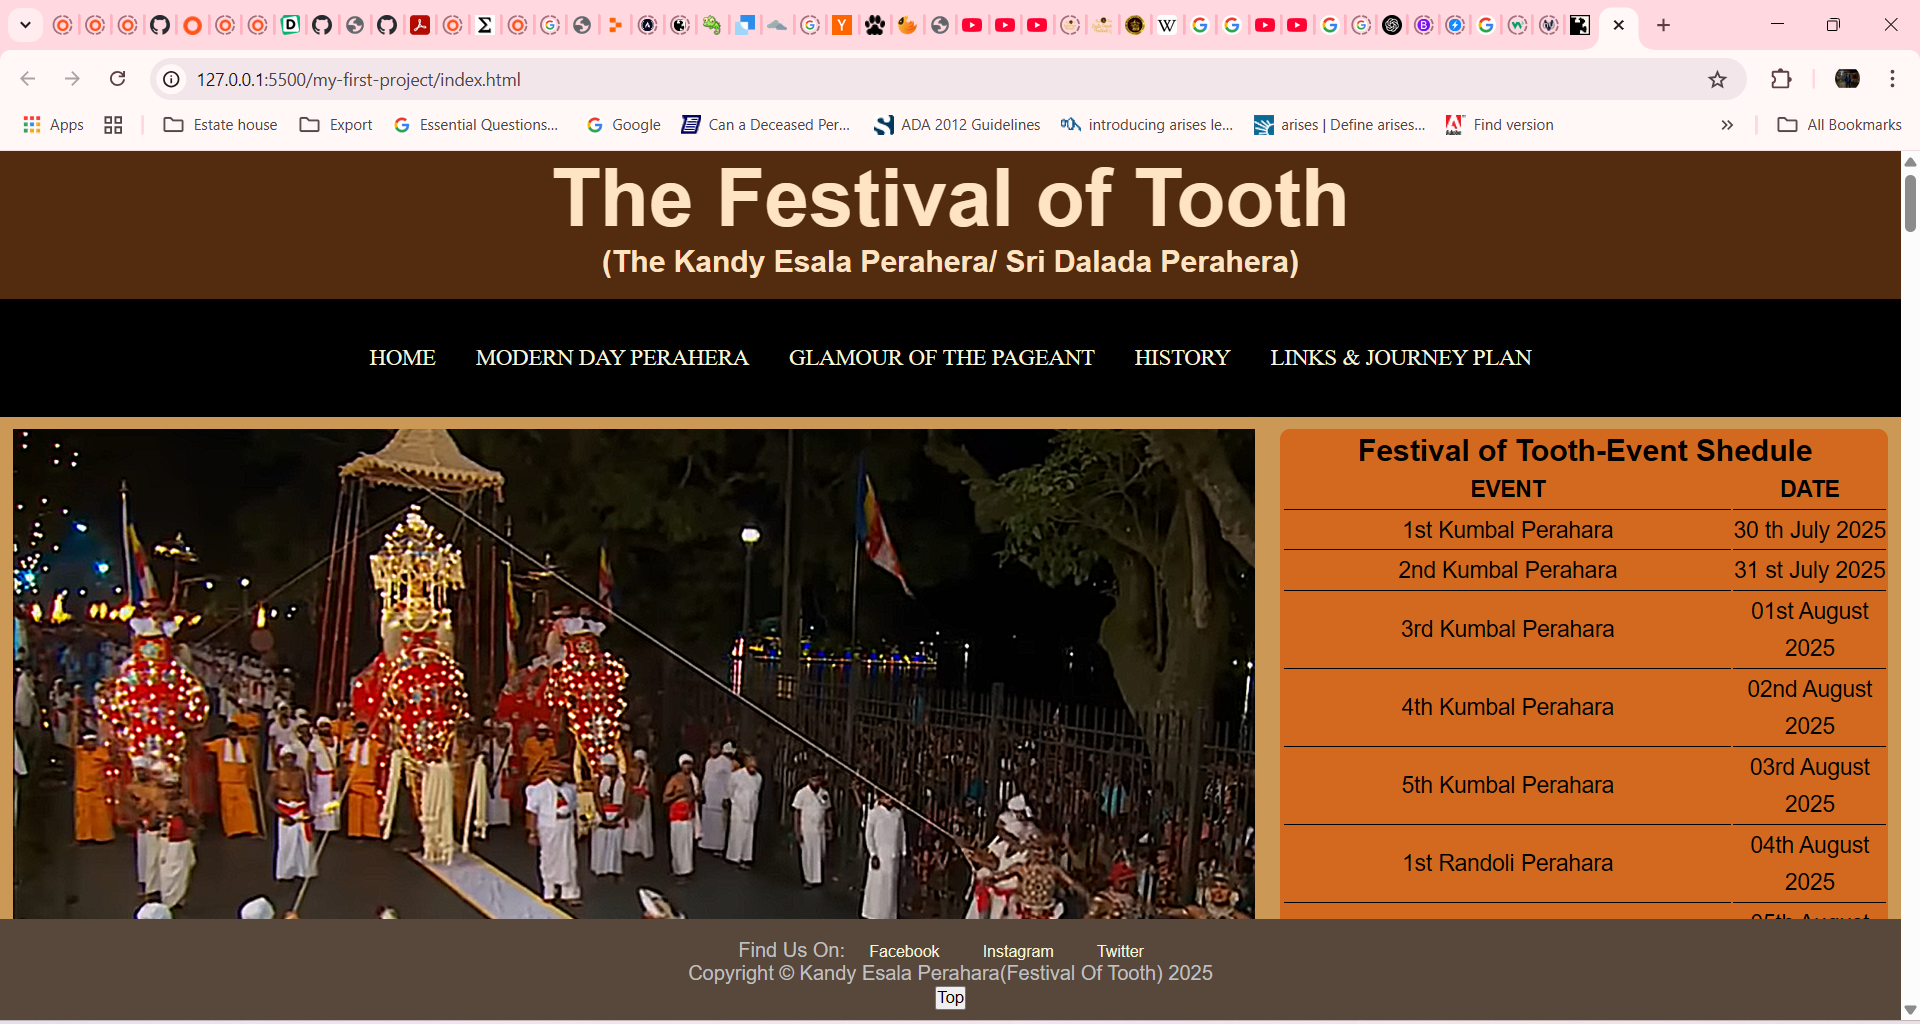 127.0.0.1:5500/my-first-project/index.html
Apps Estate house Export Essential Questions... Google Can a Deceased Per... ADA 2012 Guidelines introducing arises le... arises | Define arises... Find version » All Bookmarks
The Festival of Tooth
(The Kandy Esala Perahera/ Sri Dalada Perahera)
HOME MODERN DAY PERAHERA GLAMOUR OF THE PAGEANT HISTORY LINKS & JOURNEY PLAN
Festival of Tooth-Event Shedule
EVENT DATE
1st Kumbal Perahara 30 th July 2025
2nd Kumbal Perahara 31 st July 2025
3rd Kumbal Perahara 01st August
2025
4th Kumbal Perahara 02nd August
2025
5th Kumbal Perahara 03rd August
2025
1st Randoli Perahara 04th August
2025
05th August
Find Us On: Facebook Instagram Twitter
Copyright © Kandy Esala Perahara(Festival Of Tooth) 2025
Top